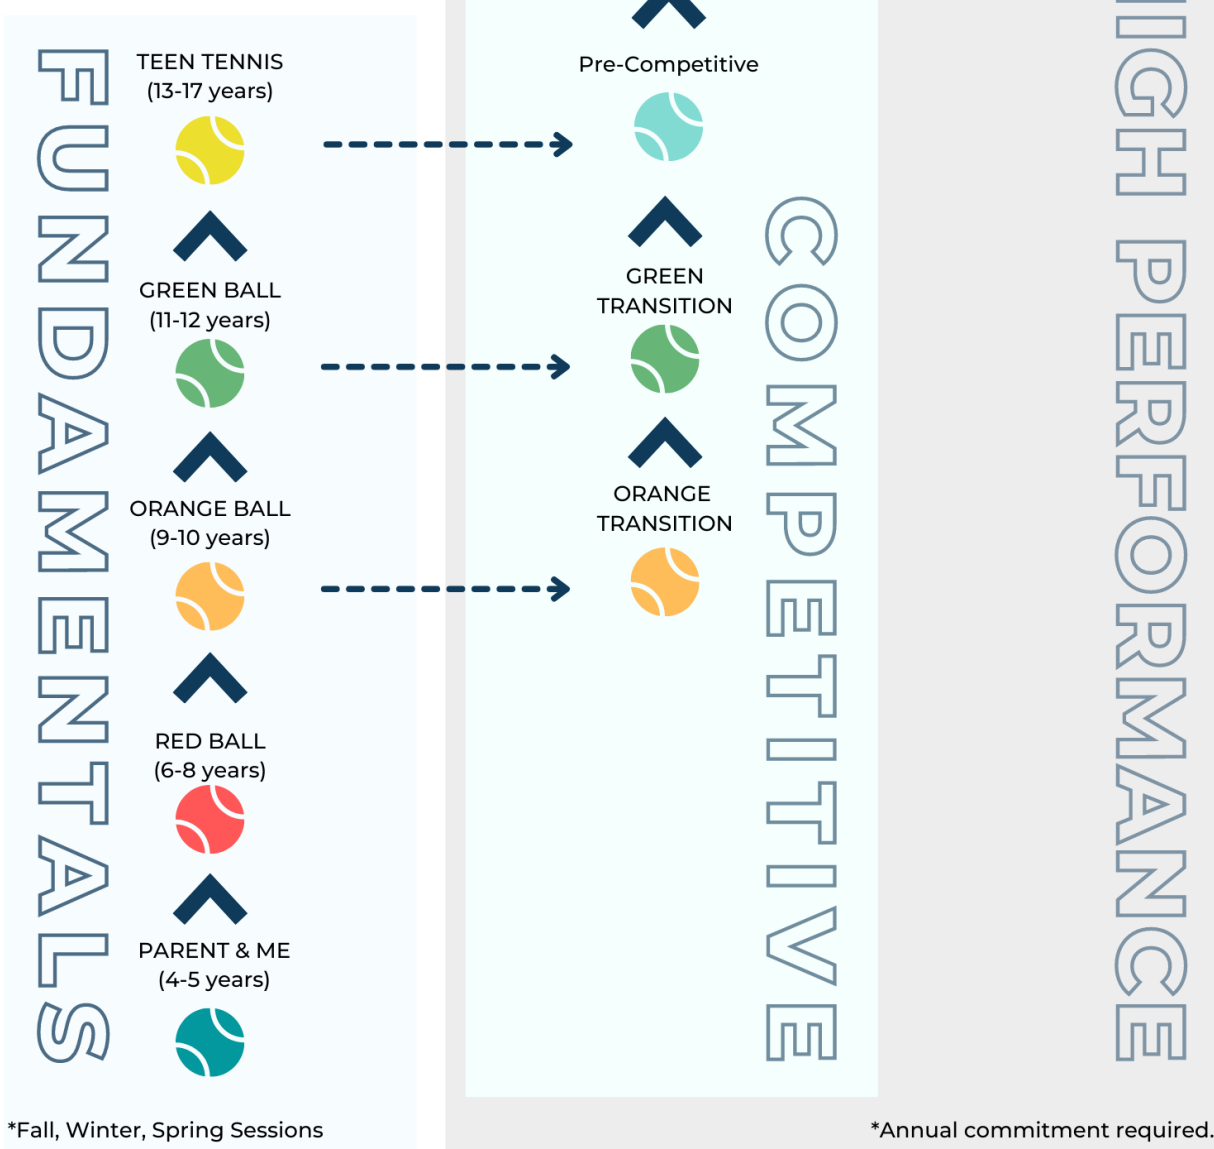 FUNDAMENTALS
TEEN TENNIS
(13-17 years)
GREEN BALL
(11-12 years)
ORANGE BALL
(9-10 years)
RED BALL
(6-8 years)
PARENT & ME
(4-5 years)
*Fall, Winter, Spring Sessions
Pre-Competitive
GREEN
TRANSITION
ORANGE
TRANSITION
COMPETITIVE
HIGH PERFORMANCE
*Annual commitment required.